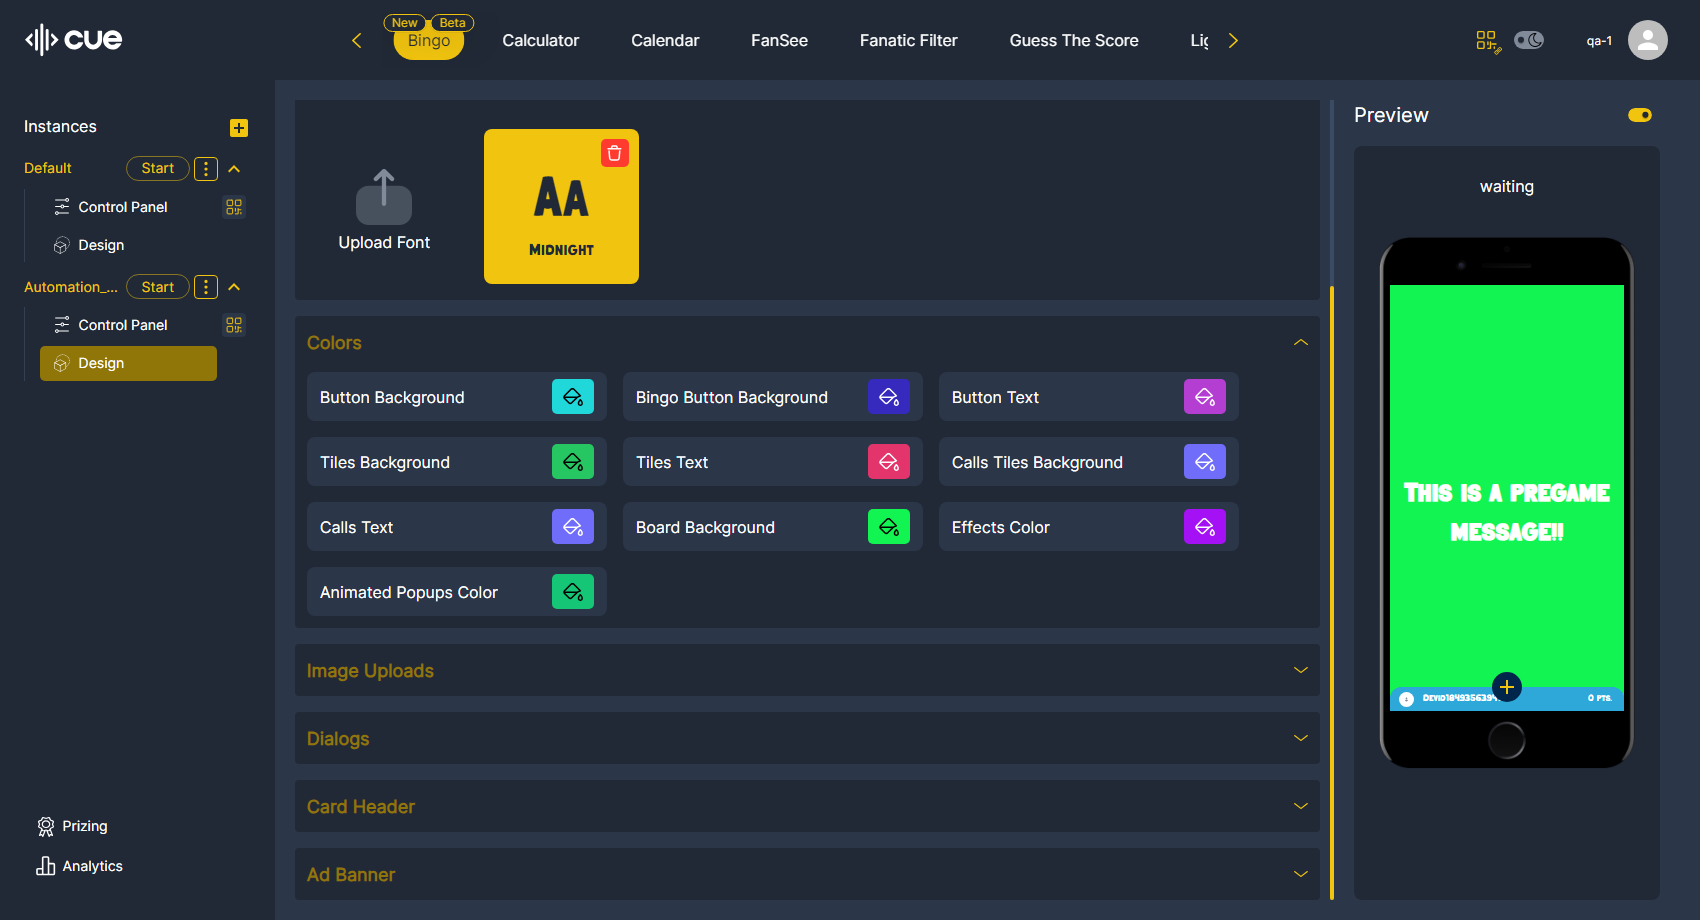 cue
New Beta
Bingo
Calculator
Calendar
FanSee
Fanatic Filter
Guess The Score
qa-1
Instances
Default
Start
Control Panel
Design
Automation_...
Start
Control Panel
Design
Prizing
Analytics
Upload Font
AA
MIDNIGHT
Colors
Button Background
Bingo Button Background
Button Text
Tiles Background
Tiles Text
Calls Tiles Background
Calls Text
Board Background
Effects Color
Animated Popups Color
Image Uploads
Dialogs
Card Header
Ad Banner
Preview
waiting
THIS IS A PREGAME
MESSAGE!!
0 PTS.